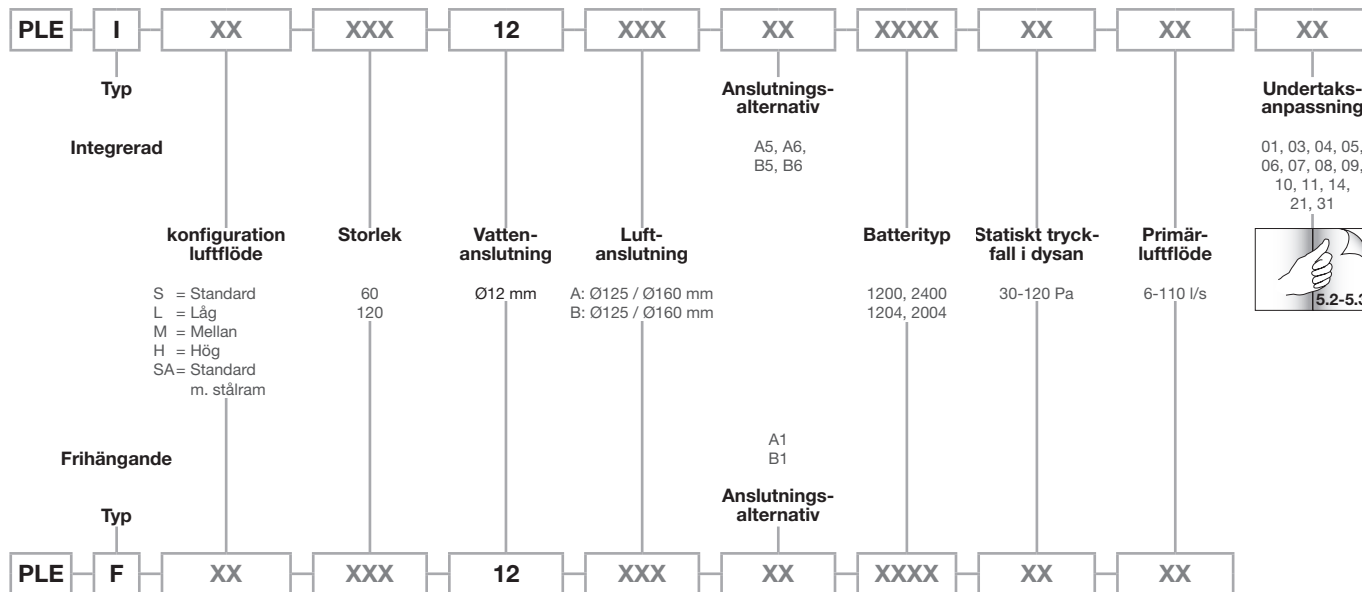 PLE I XX XXX 12 XXX XX XXXX XX XX XX
Typ
Integrerad
Anslutnings-
alternativ
A5, A6,
B5, B6
Undertaks-
anpassning
01, 03, 04, 05,
06, 07, 08, 09,
10, 11, 14,
21, 31
5.2-5.3
konfiguration
luftflöde
S = Standard
L = Låg
M = Mellan
H = Hög
SA= Standard
m. stålram
Storlek
60
120
Vatten-
anslutning
Ø12 mm
Luft-
anslutning
A: Ø125 / Ø160 mm
B: Ø125 / Ø160 mm
Batterityp
1200, 2400
1204, 2004
Statiskt tryck-
fall i dysan
30-120 Pa
Primär-
luftflöde
6-110 l/s
Frihängande
Typ
A1
B1
Anslutnings-
alternativ
PLE F XX XXX 12 XXX XX XXXX XX XX